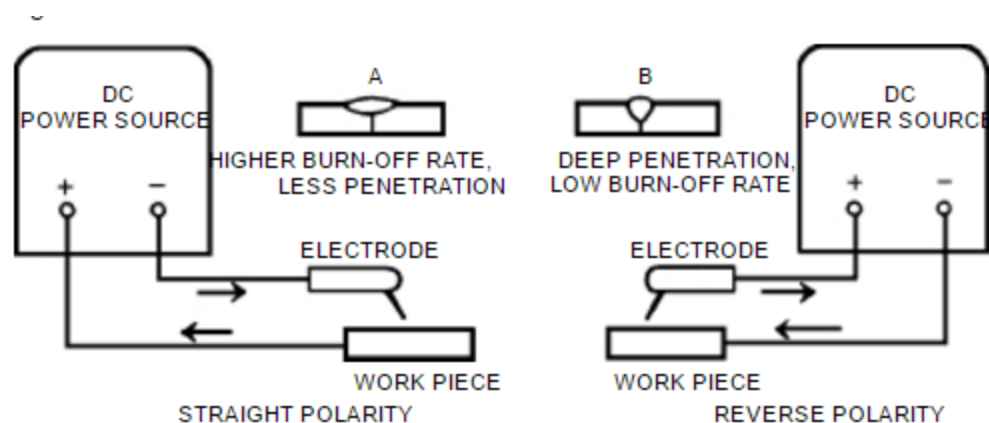 DC
POWER SOURCE
+ −
A
HIGHER BURN-OFF RATE,
LESS PENETRATION
ELECTRODE
WORK PIECE
STRAIGHT POLARITY
B
DEEP PENETRATION,
LOW BURN-OFF RATE
DC
POWER SOURCE
+ −
ELECTRODE
WORK PIECE
REVERSE POLARITY